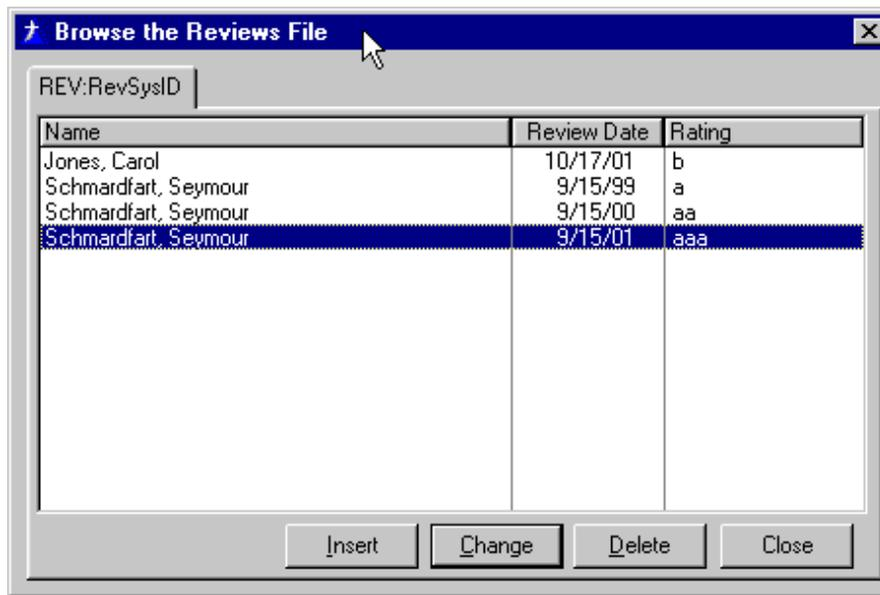 Browse the Reviews File
REV:RevSysID
Name Review Date Rating
Jones, Carol 10/17/01 b
Schmardfart, Seymour 9/15/99 a
Schmardfart, Seymour 9/15/00 aa
Schmardfart, Seymour 9/15/01 aaa
Insert Change Delete Close